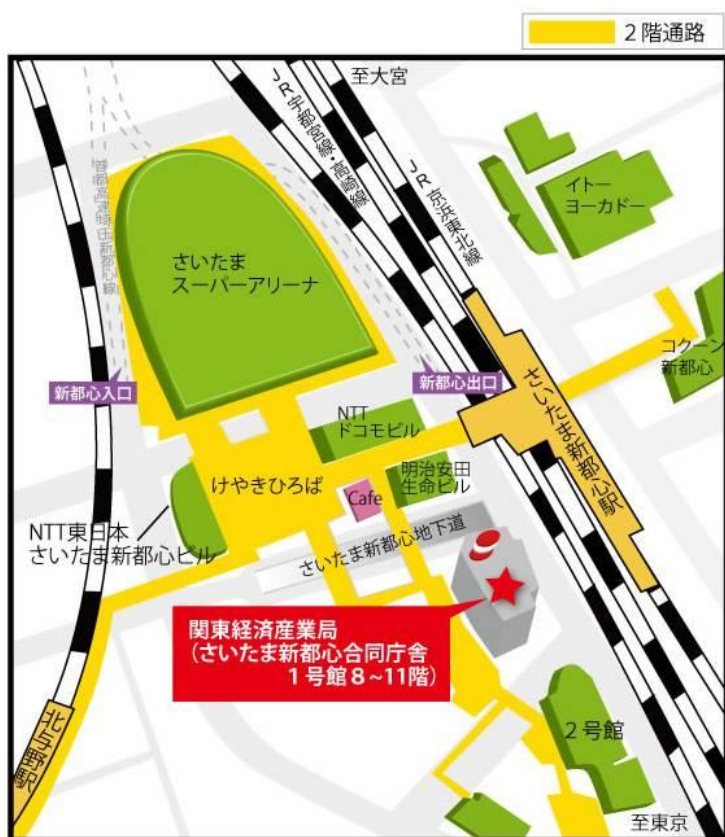 2階通路
至大宮
JR宇都宮線・高崎線
JR京浜東北線
首都高速埼玉新都心線
イトー
ヨーカドー
さいたま
スーパーアリーナ
コクーン
新都心
新都心入口
新都心出口
さいたま新都心駅
NTT
ドコモビル
けやきひろば
明治安田
生命ビル
Cafe
NTT東日本
さいたま新都心ビル
さいたま新都心地下道
関東経済産業局
(さいたま新都心合同庁舎
1号館8~11階)
北与野駅
2号館
至東京